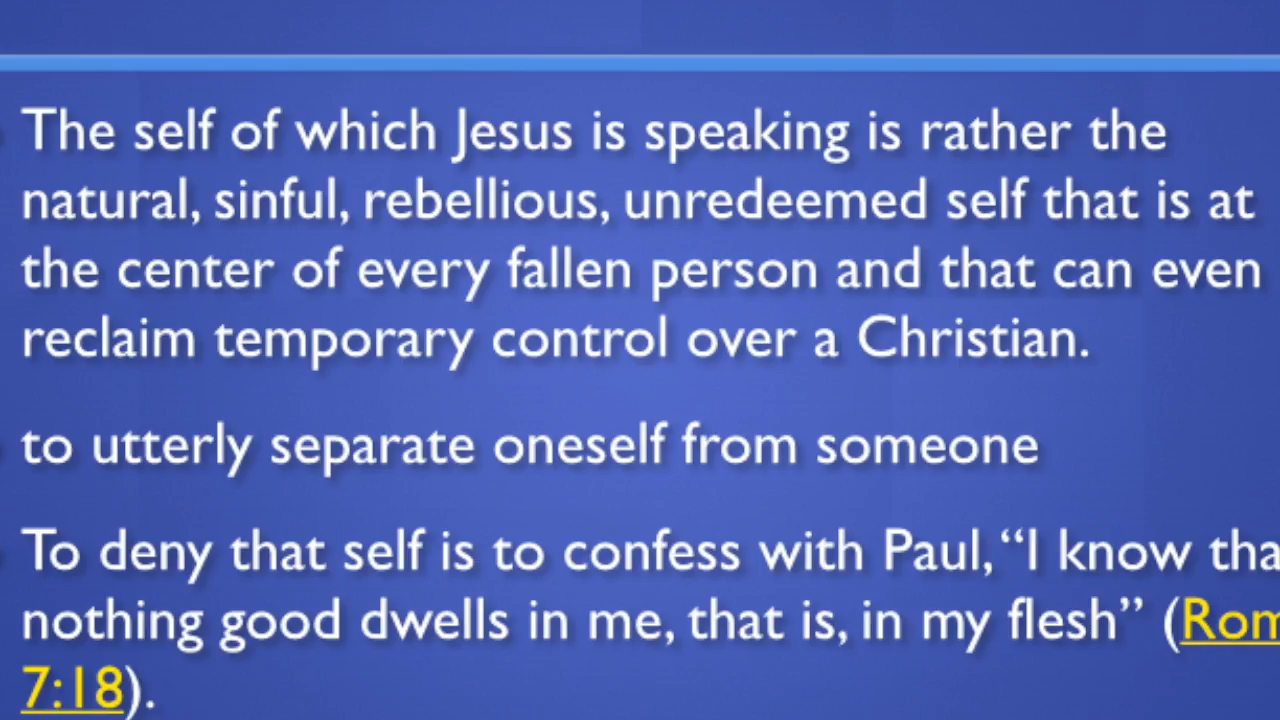 The self of which Jesus is speaking is rather the
natural, sinful, rebellious, unredeemed self that is at
the center of every fallen person and that can even
reclaim temporary control over a Christian.
to utterly separate oneself from someone
To deny that self is to confess with Paul, “I know tha
nothing good dwells in me, that is, in my flesh” (Rom
7:18).